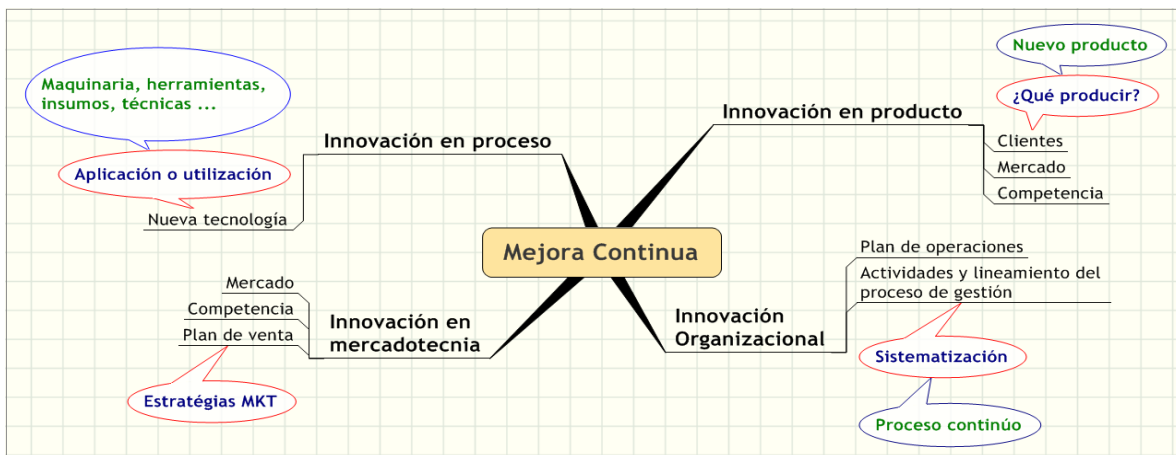 Nuevo producto
¿Qué producir?
Innovación en producto
Clientes
Mercado
Competencia
Maquinaria, herramientas,
insumos, técnicas ...
Aplicación o utilización
Innovación en proceso
Nueva tecnología
Mejora Continua
Mercado
Competencia
Plan de venta
Innovación en
mercadotecnia
Estratégias MKT
Plan de operaciones
Actividades y lineamiento del
proceso de gestión
Innovación
Organizacional
Sistematización
Proceso continúo